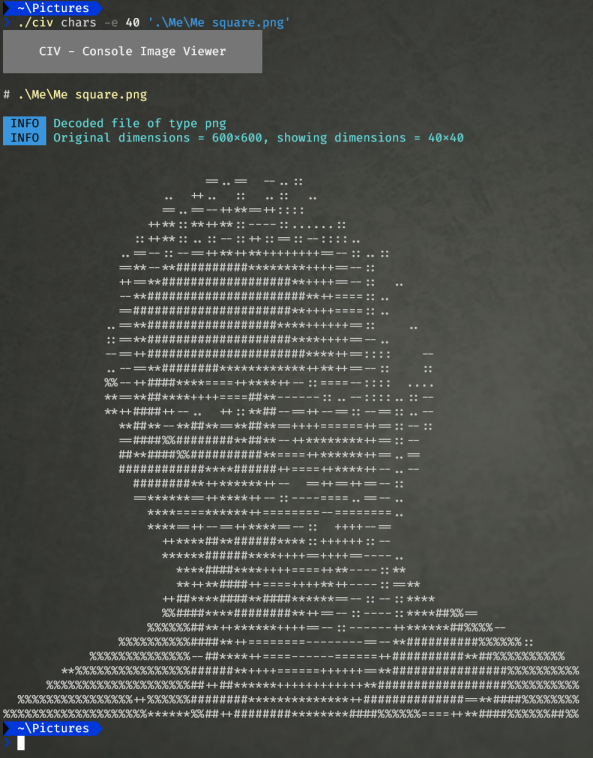 ~\Pictures
> ./civ chars -e 40 '.\Me\Me square.png'
CIV - Console Image Viewer
# .\Me\Me square.png
INFO Decoded file of type png
INFO Original dimensions = 600×600, showing dimensions = 40×40
~\Pictures
>